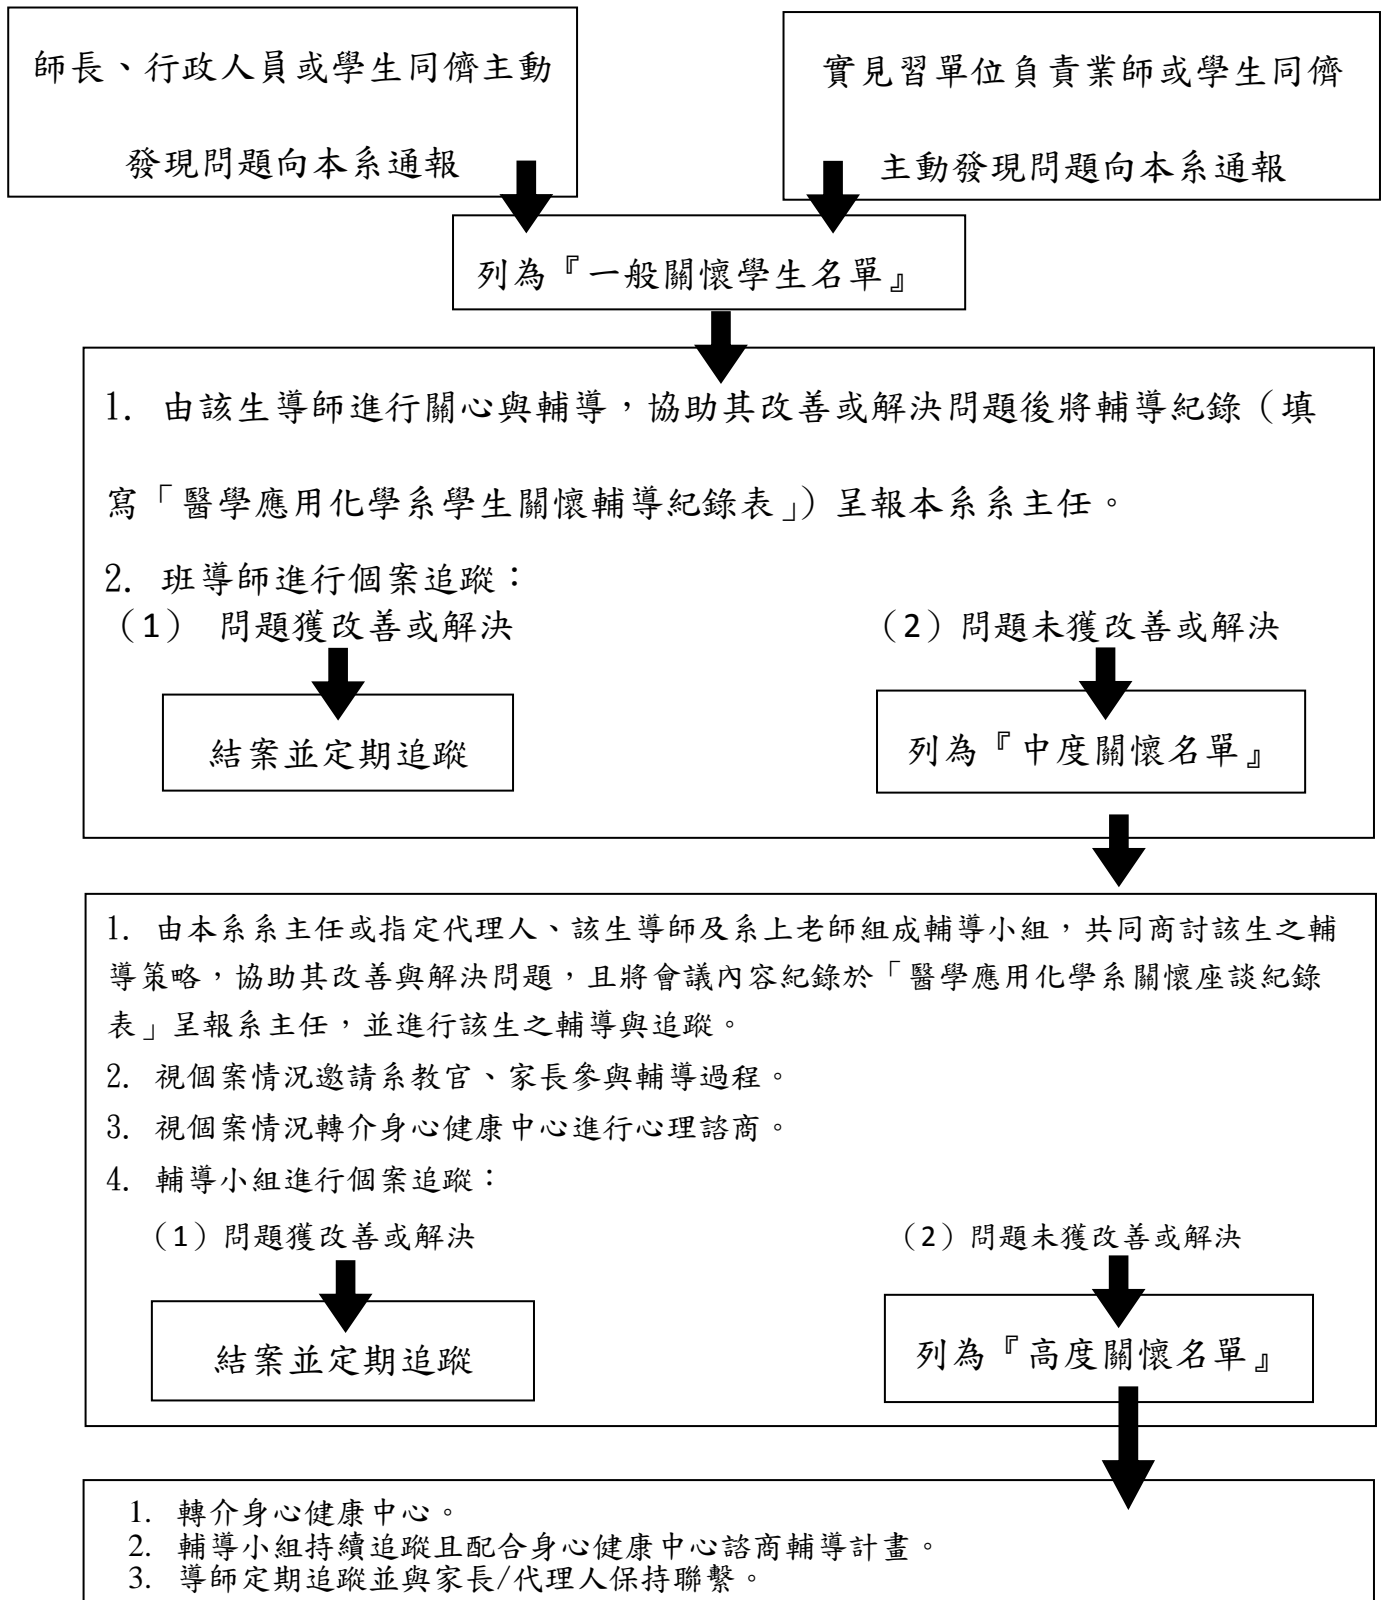 師長、行政人員或學生同儕主動
發現問題向本系通報
實見習單位負責業師或學生同儕
主動發現問題向本系通報
列為『一般關懷學生名單』
1. 由該生導師進行關心與輔導，協助其改善或解決問題後將輔導紀錄（填
寫「醫學應用化學系學生關懷輔導紀錄表」）呈報本系系主任。
2. 班導師進行個案追蹤：
（1） 問題獲改善或解決
（2）問題未獲改善或解決
結案並定期追蹤
列為『中度關懷名單』
1. 由本系系主任或指定代理人、該生導師及系上老師組成輔導小組，共同商討該生之輔
導策略，協助其改善與解決問題，且將會議內容紀錄於「醫學應用化學系關懷座談紀錄
表」呈報系主任，並進行該生之輔導與追蹤。
2. 視個案情況邀請系教官、家長參與輔導過程。
3. 視個案情況轉介身心健康中心進行心理諮商。
4. 輔導小組進行個案追蹤：
（1）問題獲改善或解決
（2）問題未獲改善或解決
結案並定期追蹤
列為『高度關懷名單』
1. 轉介身心健康中心。
2. 輔導小組持續追蹤且配合身心健康中心諮商輔導計畫。
3. 導師定期追蹤並與家長/代理人保持聯繫。